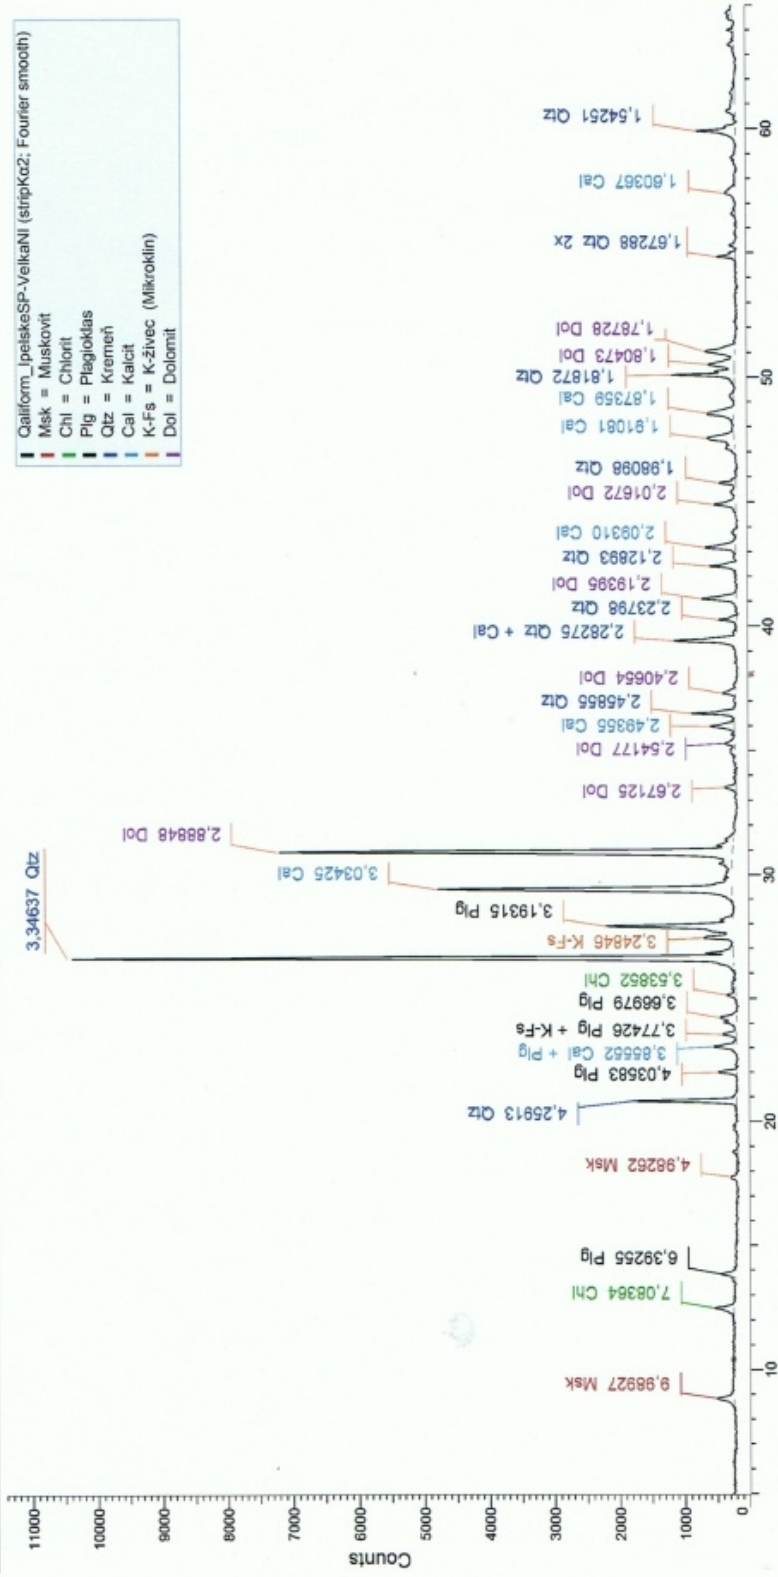 Qaliform_IpelskeSP-VelkaNI (stripKα2; Fourier smooth)
Msk = Muskovit
Chl = Chlorit
Plg = Plagioklas
Qtz = Kremeň
Cal = Kalcit
K-Fs = K-živec (Mikroklin)
Dol = Dolomit
Counts
11000
10000
9000
8000
7000
6000
5000
4000
3000
2000
1000
0
9,98927 Msk
7,08364 Chl
6,39255 Plg
4,98262 Msk
4,25913 Qtz
4,03583 Plg
3,85552 Cal + Plg
3,77426 Plg + K-Fs
3,66979 Plg
3,53852 Chl
3,34637 Qtz
3,24846 K-Fs
3,19315 Plg
3,03425 Cal
2,88848 Dol
2,67125 Dol
2,54177 Dol
2,49355 Cal
2,45855 Qtz
2,40654 Dol
2,28275 Qtz + Cal
2,23798 Qtz
2,19395 Dol
2,12893 Qtz
2,09310 Cal
2,01672 Dol
1,98098 Qtz
1,91081 Cal
1,87359 Cal
1,81872 Qtz
1,80473 Dol
1,78728 Dol
1,67288 Qtz 2x
1,60367 Cal
1,54251 Qtz
10
20
30
40
50
60